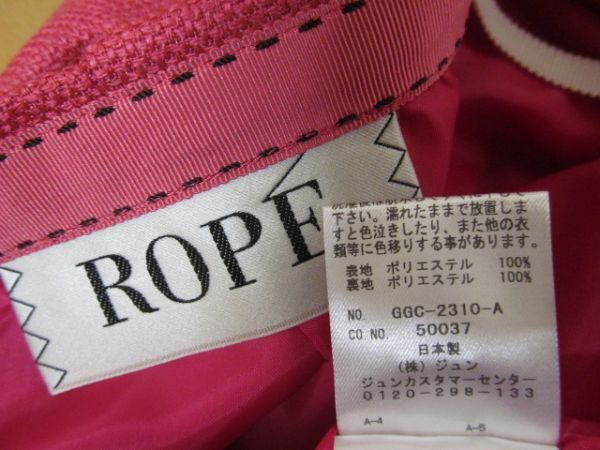 ROPÉ
下さい。濡れたままで放置しま
すと色泣きしたり、また他の衣
類等に色移りする事があります。
表地 ポリエステル 100%
裏地 ポリエステル 100%
NO. GGC-2310-A
CO NO. 50037
日本製
(株) ジュン
ジュンカスタマーセンター
0120-298-133
A-4 A-5